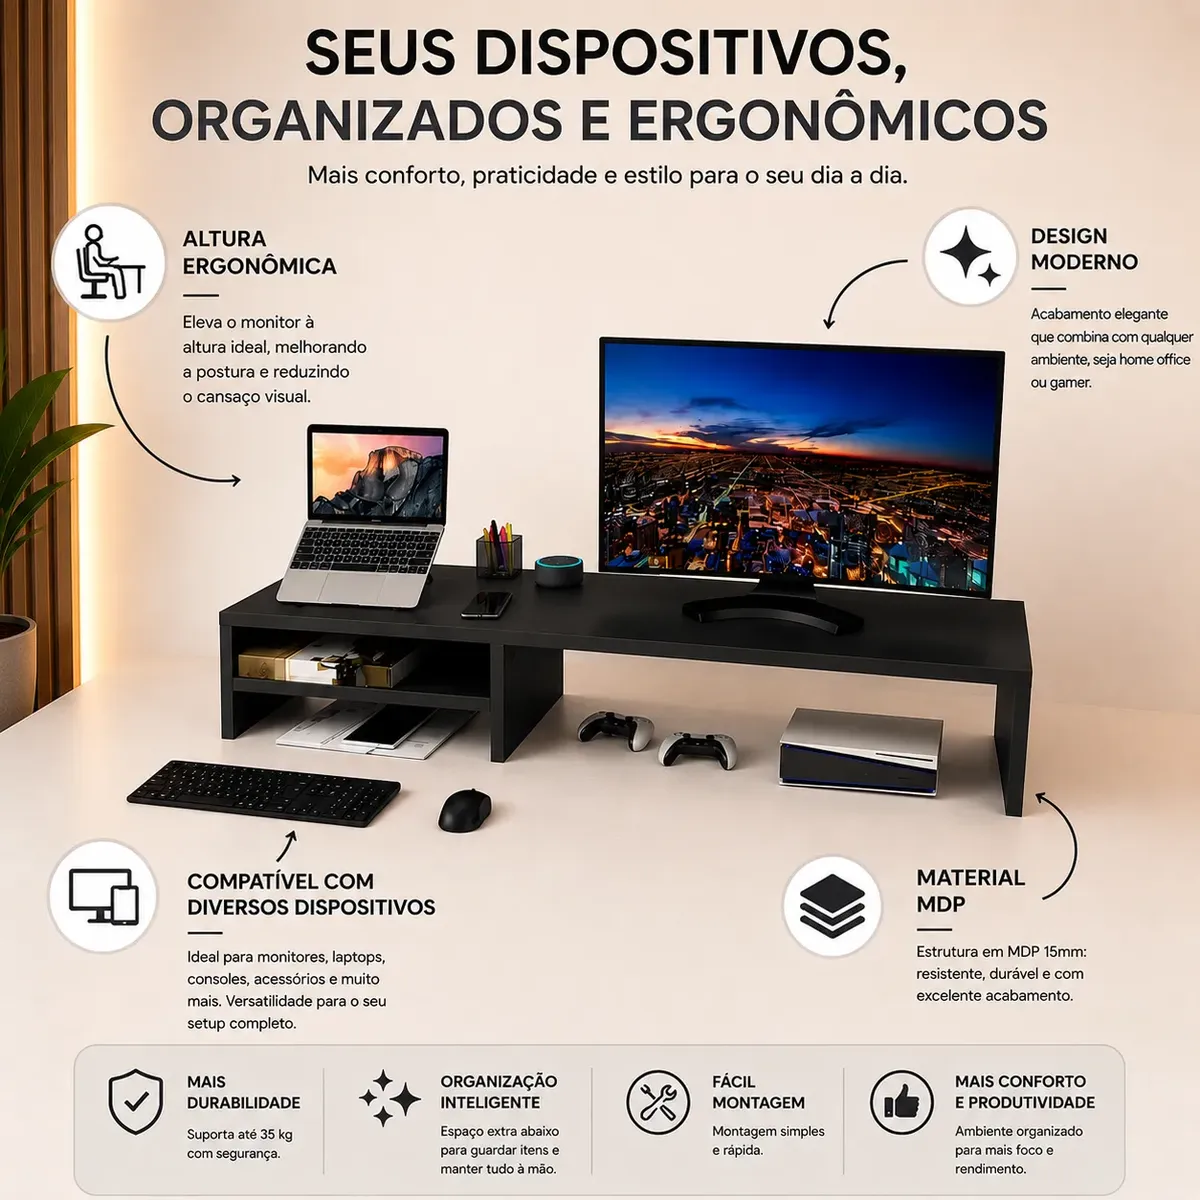 SEUS DISPOSITIVOS,
ORGANIZADOS E ERGONÔMICOS
Mais conforto, praticidade e estilo para o seu dia a dia.
ALTURA
ERGONÔMICA
Eleva o monitor à
altura ideal, melhorando
a postura e reduzindo
o cansaço visual.
DESIGN
MODERNO
Acabamento elegante
que combina com qualquer
ambiente, seja home office
ou gamer.
COMPATÍVEL COM
DIVERSOS DISPOSITIVOS
Ideal para monitores, laptops,
consoles, acessórios e muito
mais. Versatilidade para o seu
setup completo.
MATERIAL
MDP
Estrutura em MDP 15mm:
resistente, durável e com
excelente acabamento.
MAIS
DURABILIDADE
Suporta até 35 kg
com segurança.
ORGANIZAÇÃO
INTELIGENTE
Espaço extra abaixo
para guardar itens e
manter tudo à mão.
FÁCIL
MONTAGEM
Montagem simples
e rápida.
MAIS CONFORTO
E PRODUTIVIDADE
Ambiente organizado
para mais foco e
rendimento.